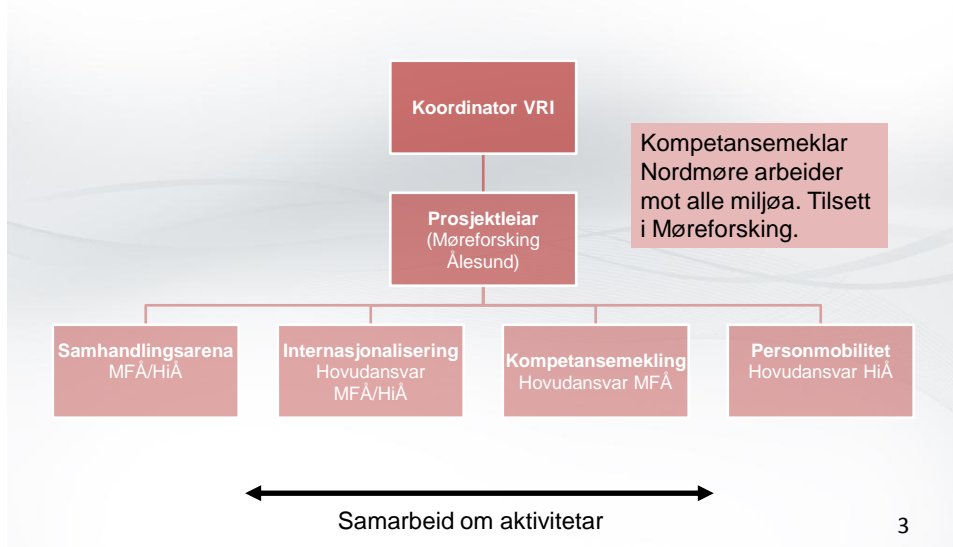 Koordinator VRI
Kompetansemeklar
Nordmøre arbeider
mot alle miljøa. Tilsett
i Møreforsking.
Prosjektleiar
(Møreforsking
Ålesund)
Samhandlingsarena
MFÅ/HiÅ
Internasjonalisering
Hovudansvar
MFÅ/HiÅ
Kompetansemekling
Hovudansvar MFÅ
Personmobilitet
Hovudansvar HiÅ
Samarbeid om aktivitetar
3